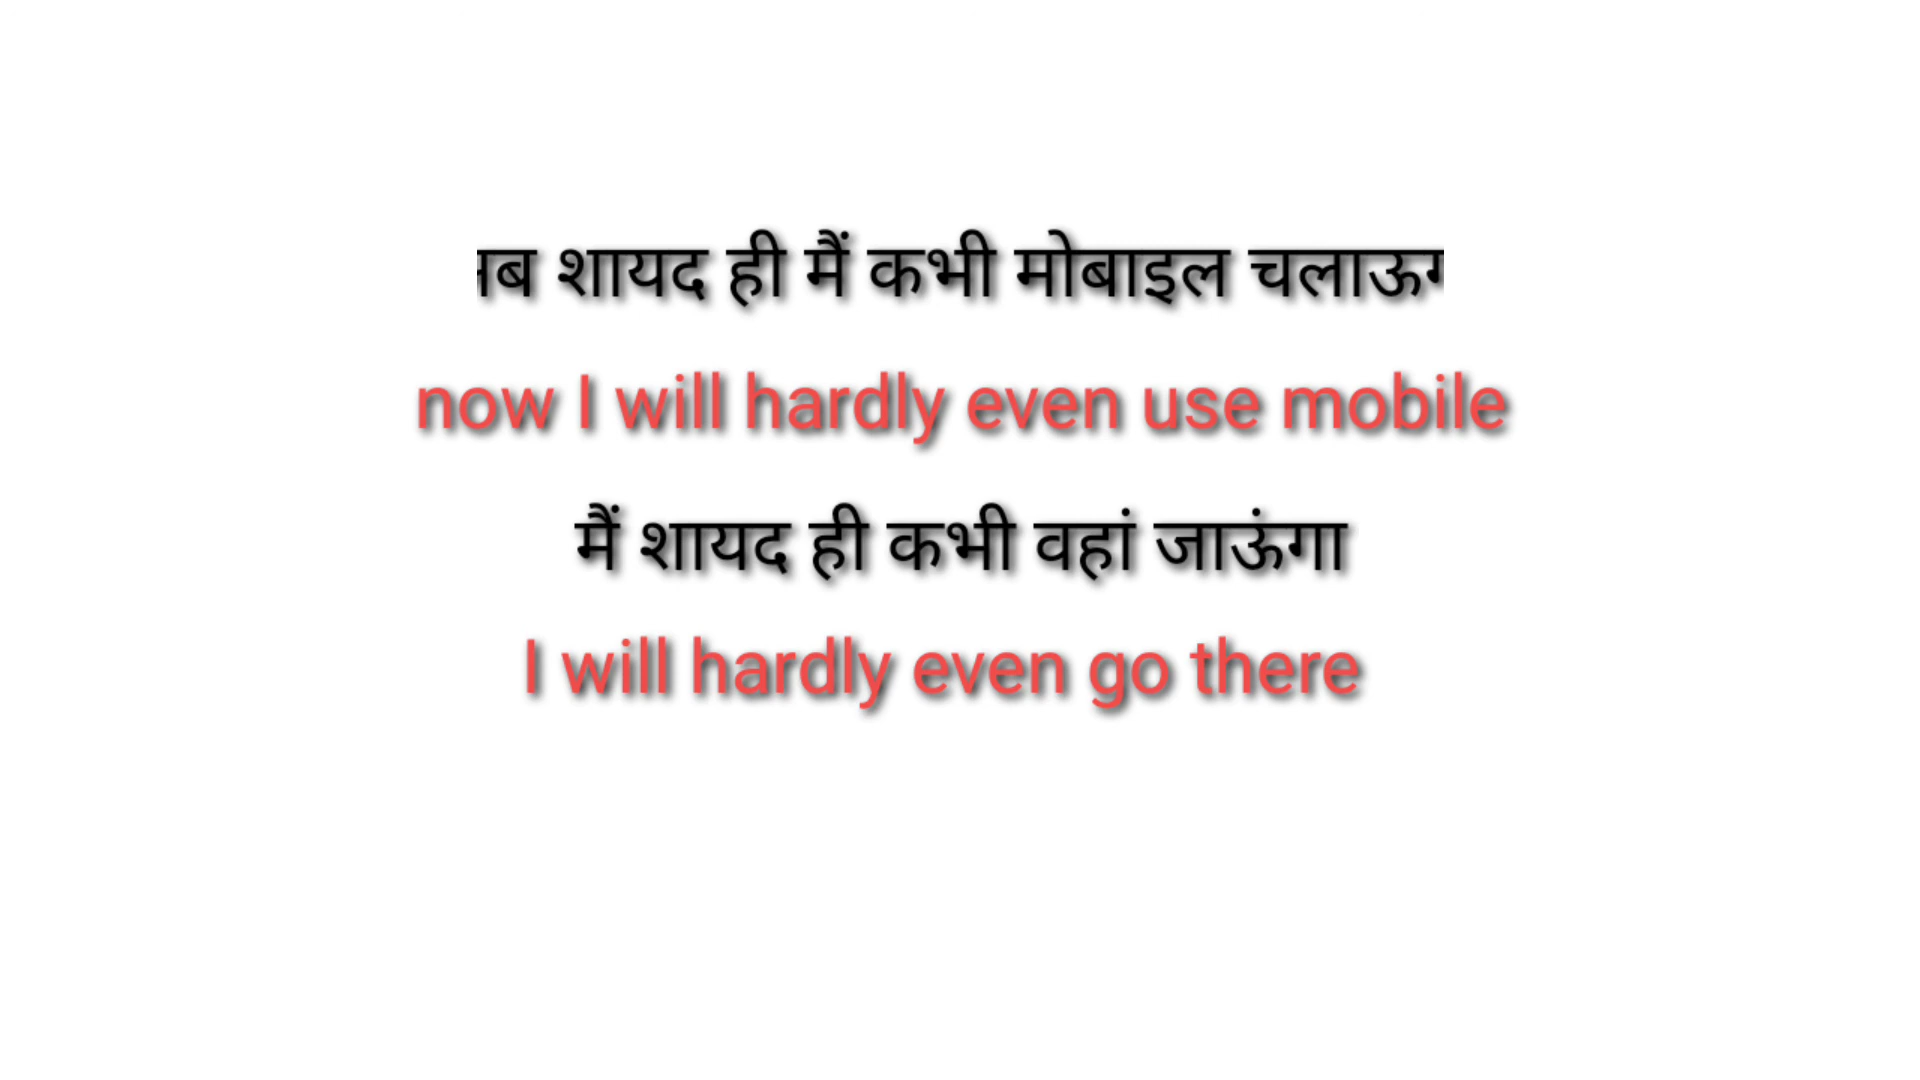 शायद ही मैं कभी मोबाइल
now I will hardly even use mobile
मैं शायद ही कभी वहां जाऊंगा
I will hardly even go there